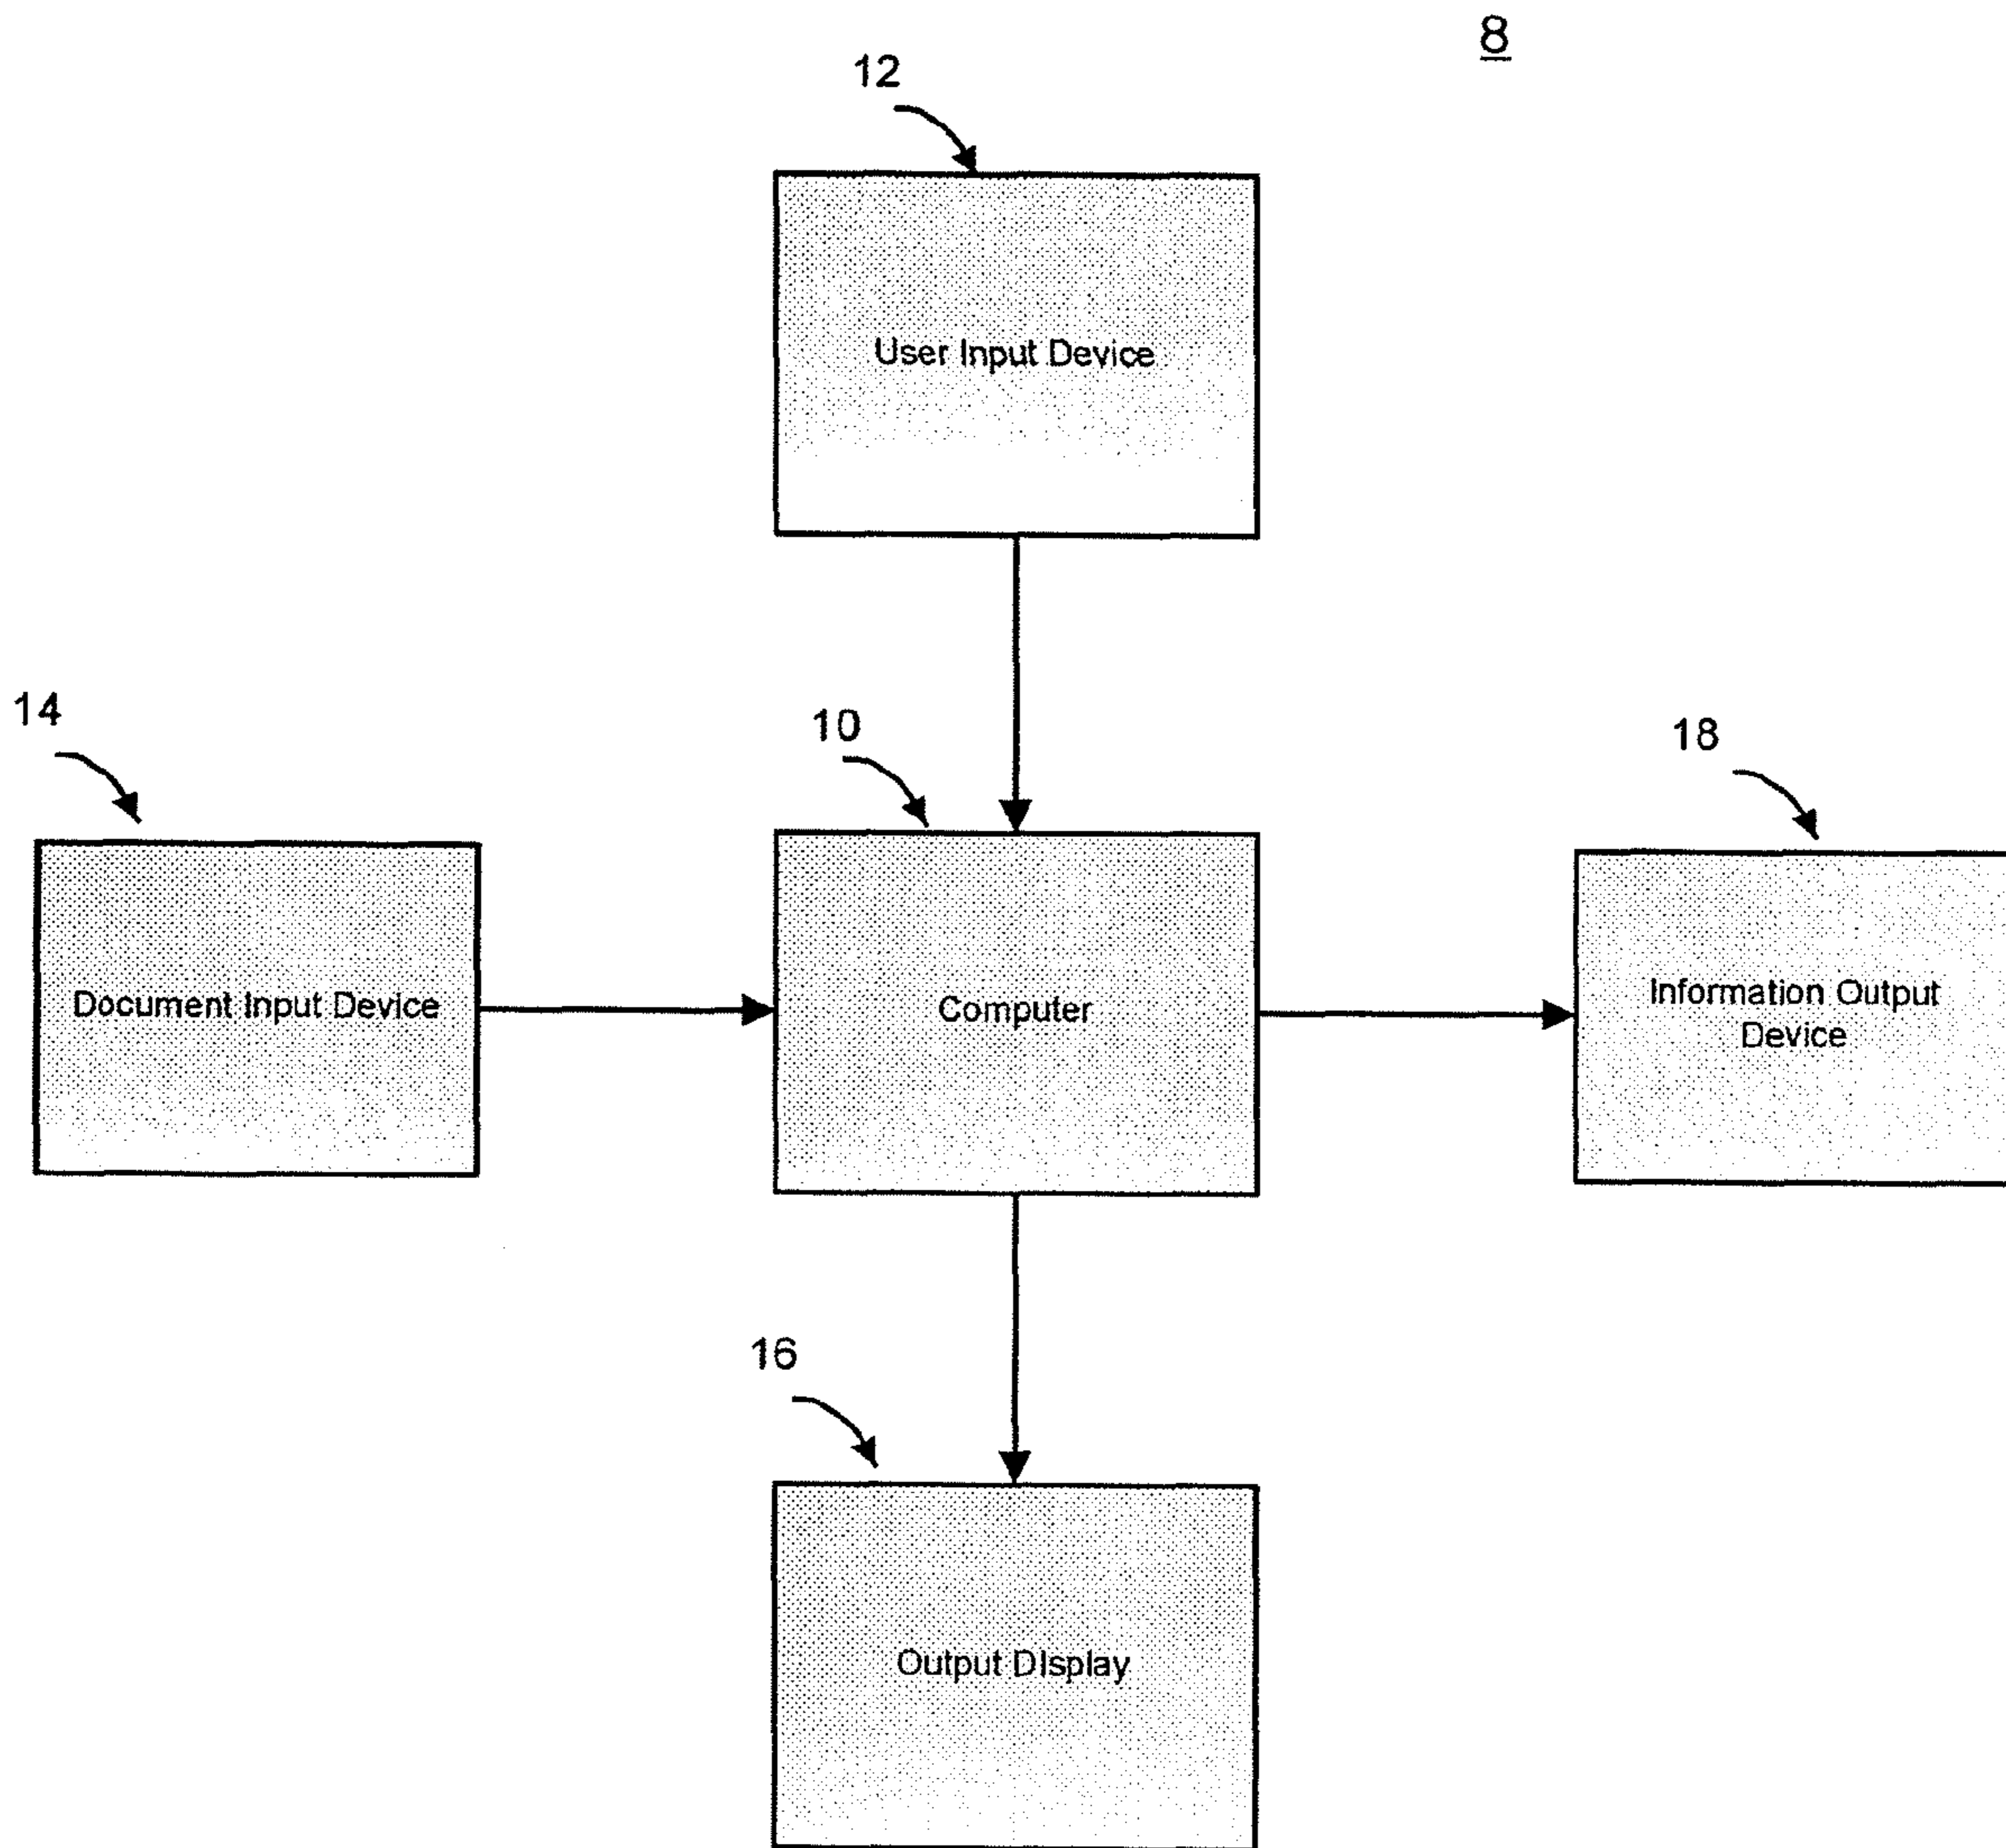 8
12
User Input Device
14
10
18
Document Input Device
Computer
Information Output
Device
16
Output DIsplay